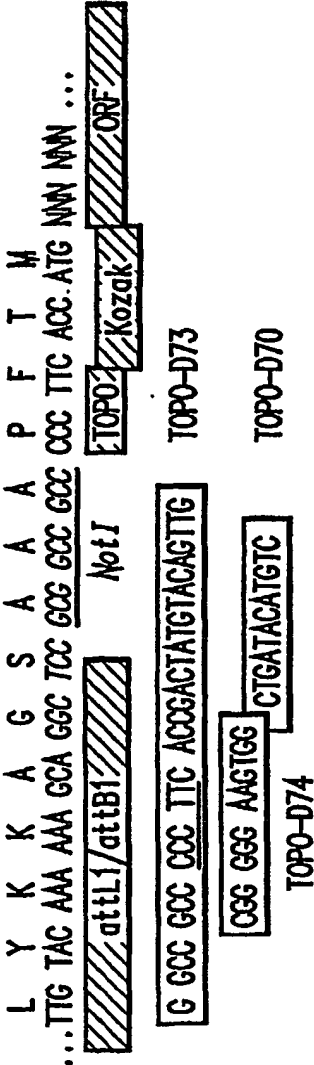 L Y K K A G S A A A P F T M
....TTG TAC AAA AAA GCA GGC TCC GCG GCC GCC CCC TTC ACC.ATG NNN NNN ...
attL1/attB1 NotI TOPO Kozak ORF
G GCC GCC CCC TTC ACCGACTATGTACAGTTG TOPO-D73
CGG GGG AAGTGG CTGATACATGTC TOPO-D70
TOPO-D74